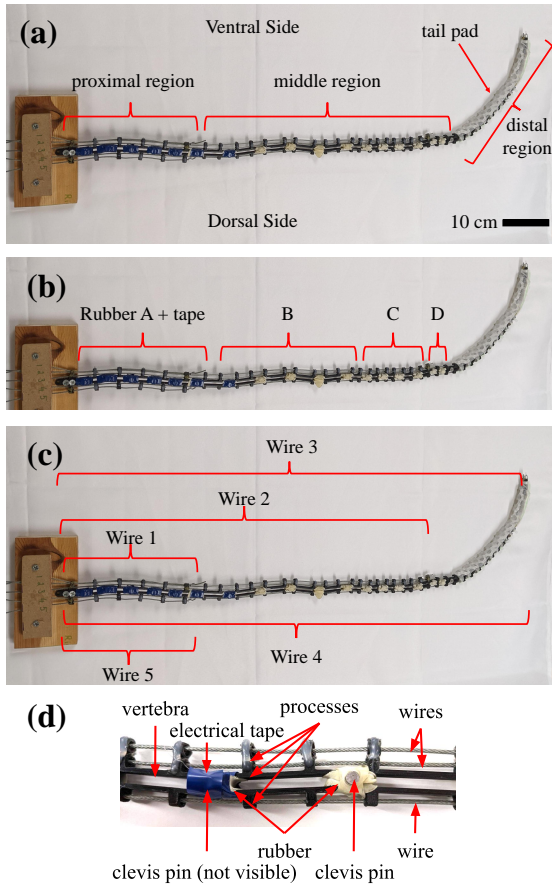 (a)
Ventral Side
tail pad
proximal region
middle region
distal
region
Dorsal Side
10 cm
(b)
Rubber A + tape
B
C
D
(c)
Wire 3
Wire 2
Wire 1
Wire 5
Wire 4
(d)
vertebra
electrical tape
processes
wires
rubber
wire
clevis pin (not visible)
clevis pin